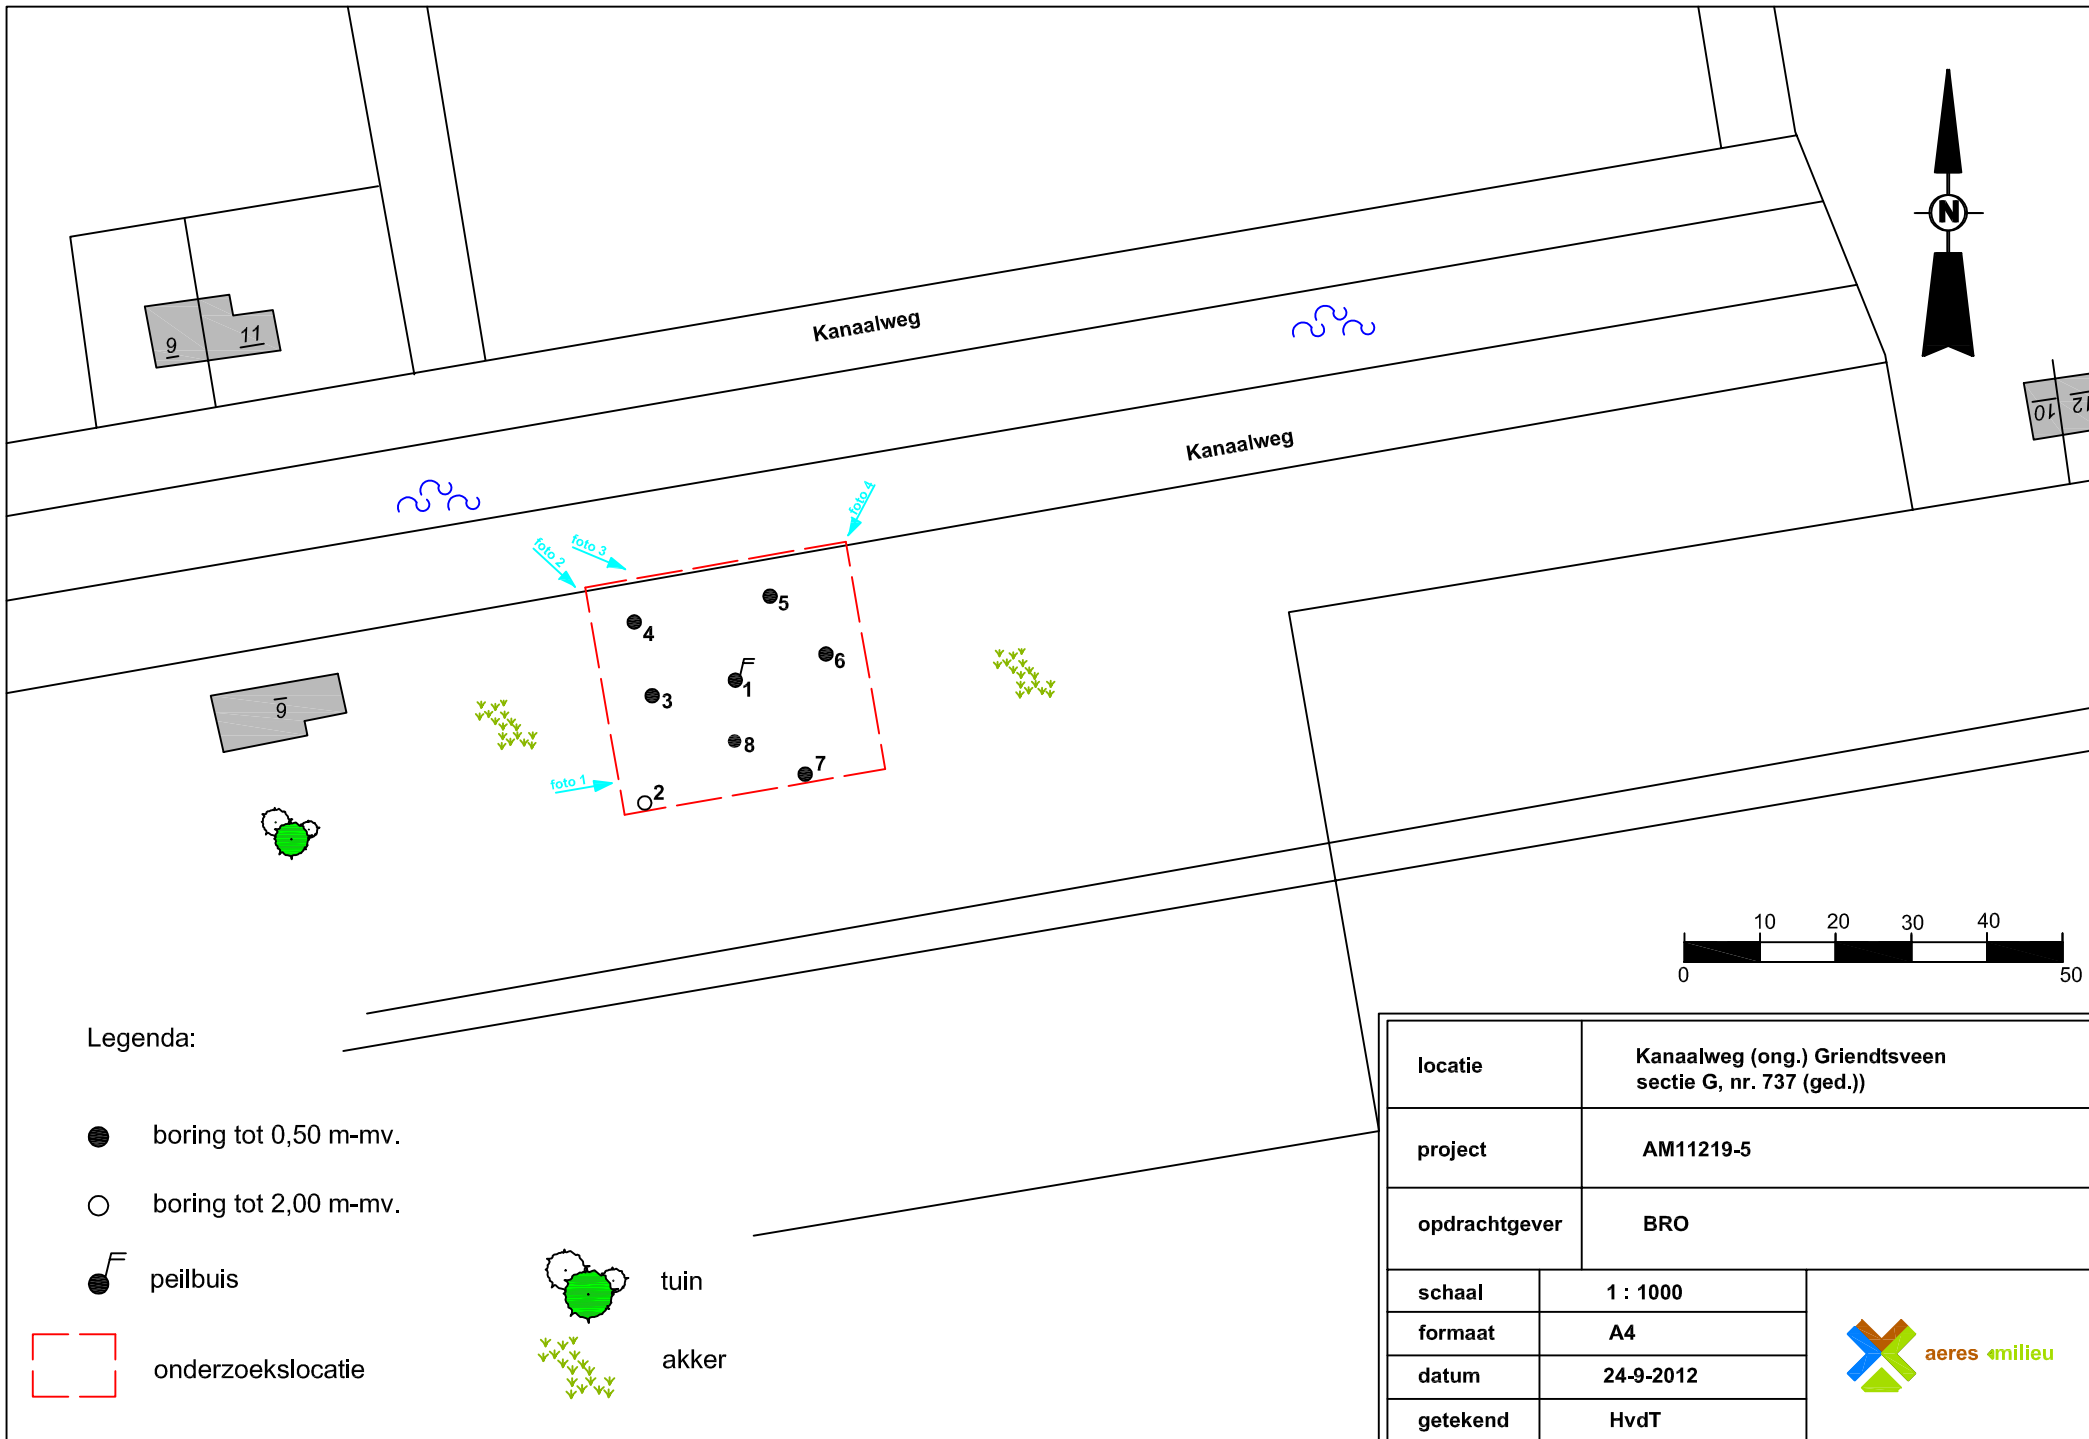 N
Kanaalweg
9
11
Kanaalweg
10
12
foto 4
foto 3
foto 2
5
4
6
1
3
9
8
7
foto 1
2
10 20 30 40
0 50
Legenda:
boring tot 0,50 m-mv.
boring tot 2,00 m-mv.
peilbuis
onderzoekslocatie
tuin
akker
locatie Kanaalweg (ong.) Griendtsveen
sectie G, nr. 737 (ged.))
project AM11219-5
opdrachtgever BRO
schaal 1 : 1000
formaat A4
datum 24-9-2012
getekend HvdT
aeres milieu